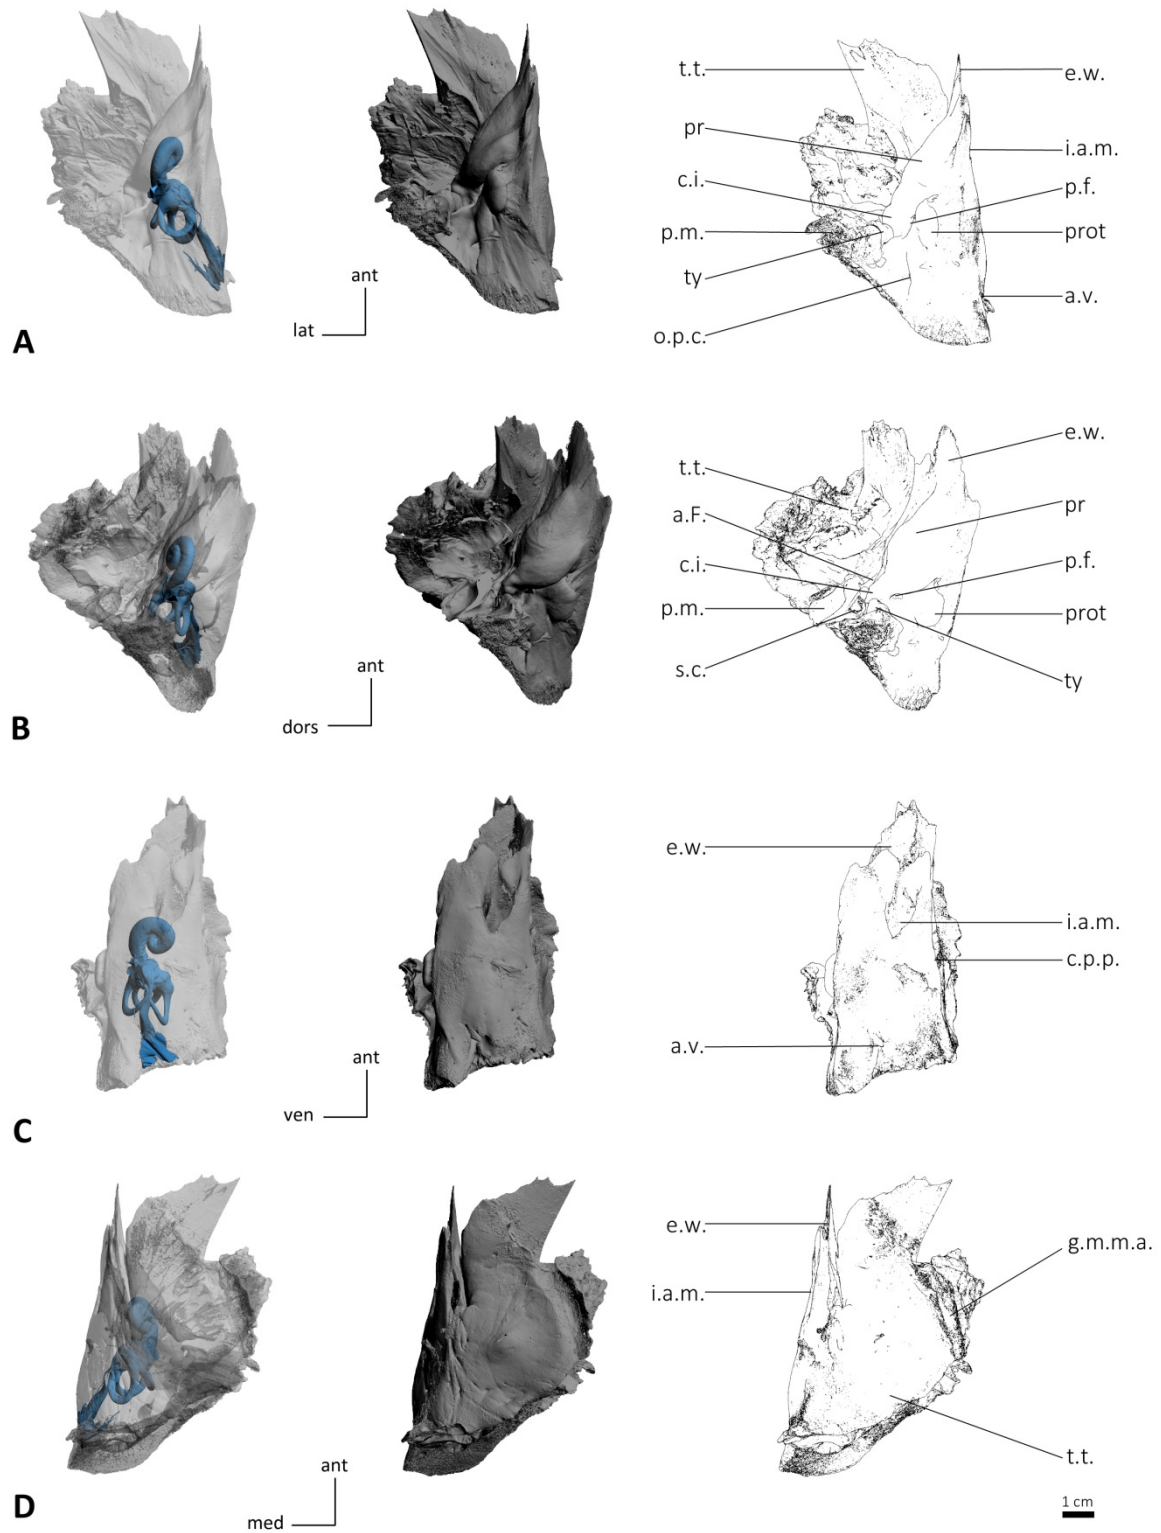 t.t.
pr
c.i.
p.m.
ty
o.p.c.
e.w.
i.a.m.
p.f.
prot
a.v.
ant
lat
A
t.t.
a.F.
c.i.
p.m.
s.c.
e.w.
pr
p.f.
prot
ty
ant
dors
B
e.w.
a.v.
i.a.m.
c.p.p.
ant
ven
C
e.w.
i.a.m.
g.m.m.a.
t.t.
ant
med
D
1 cm